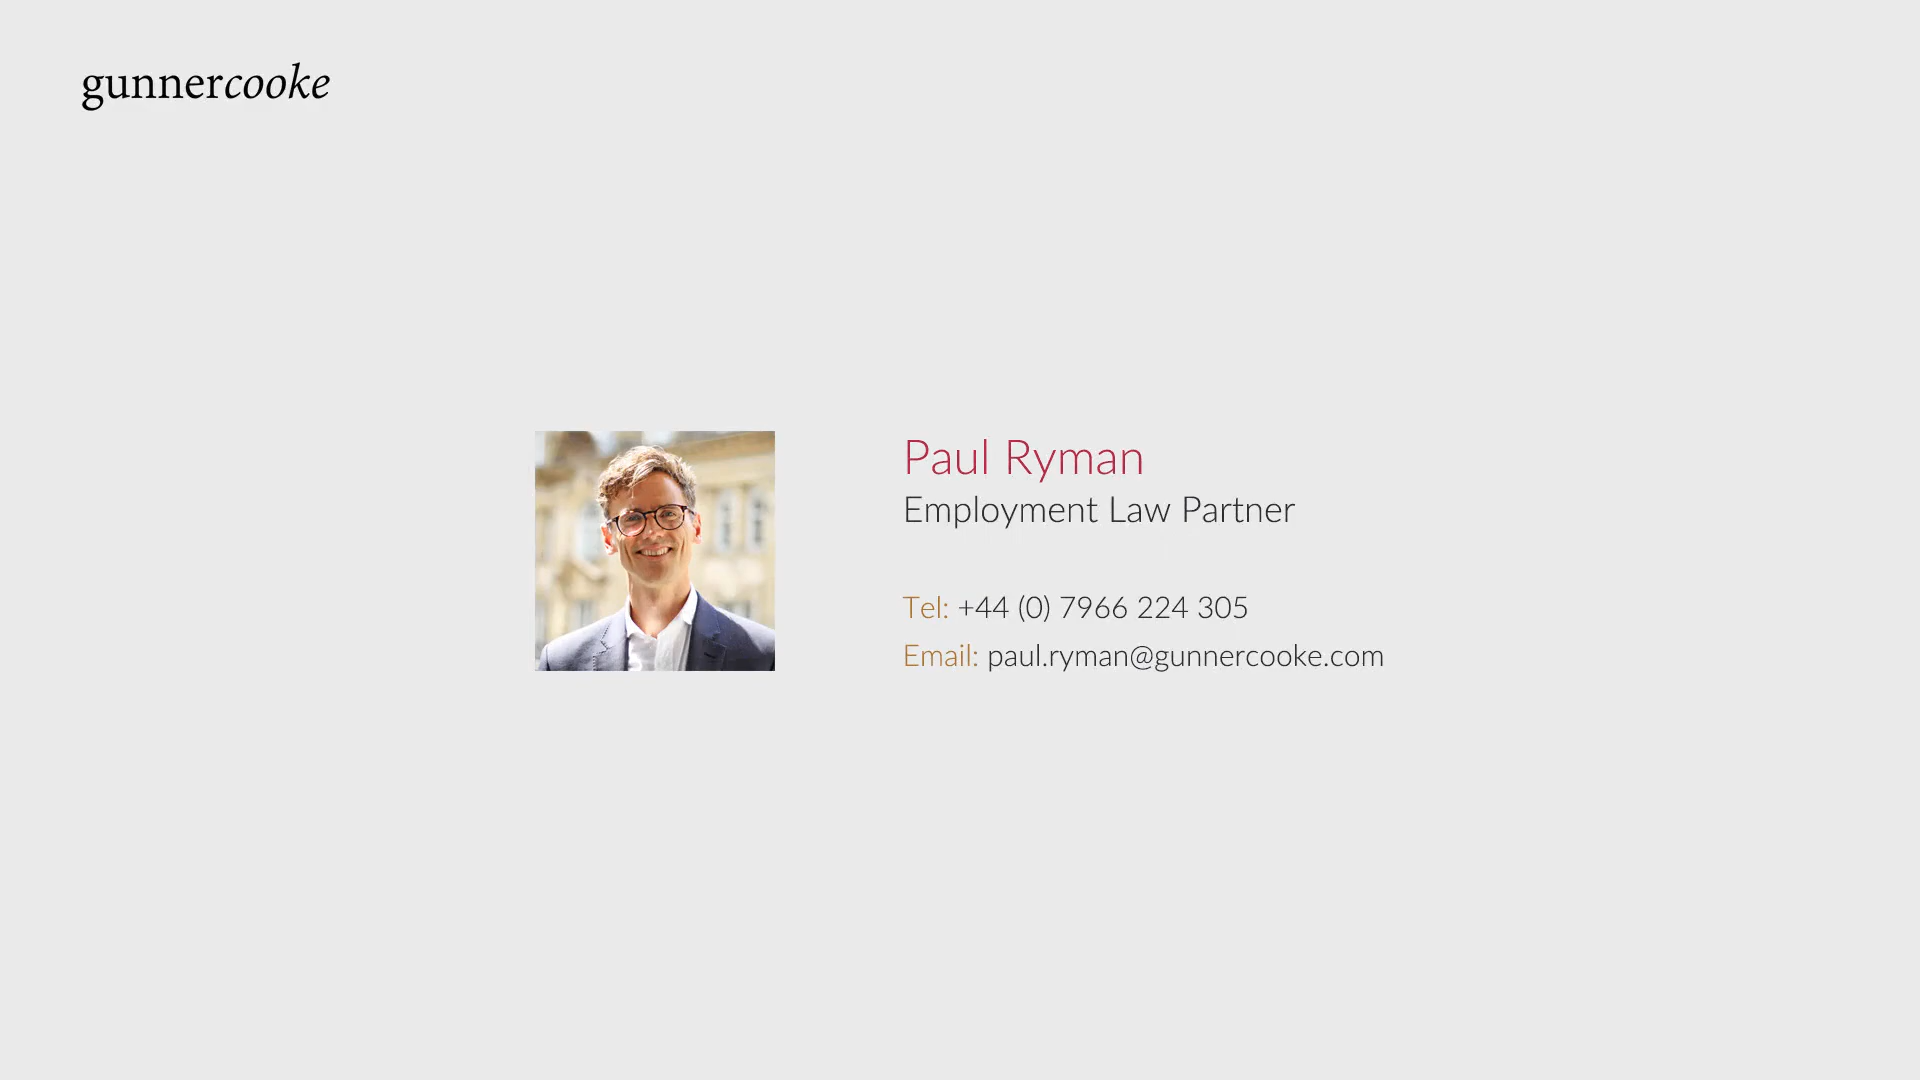 gunnercooke
Paul Ryman
Employment Law Partner
Tel: +44 (0) 7966 224 305
Email: paul.ryman@gunnercooke.com